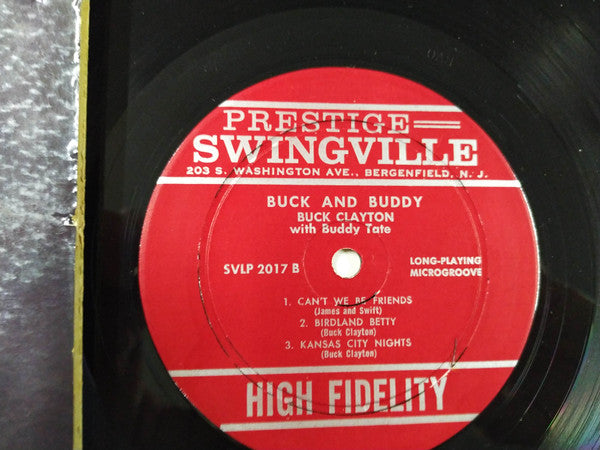 PRESTIGE
SWINGVILLE
203 S. WASHINGTON AVE., BERGENFIELD, N. J.
BUCK AND BUDDY
BUCK CLAYTON
with Buddy Tate
SVLP 2017 B
LONG-PLAYING
MICROGROOVE
1. CAN'T WE BE FRIENDS
(James and Swift)
2. BIRDLAND BETTY
(Buck Clayton)
3. KANSAS CITY NIGHTS
(Buck Clayton)
HIGH FIDELITY